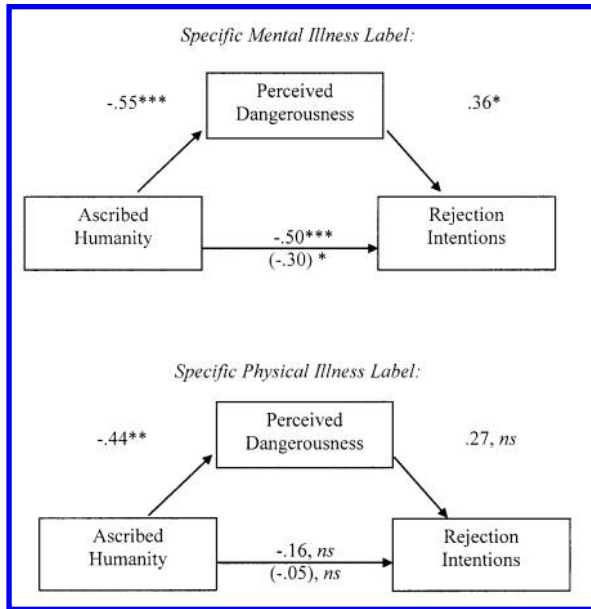 Specific Mental Illness Label:
-.55***
Perceived
Dangerousness
.36*
Ascribed
Humanity
-.50***
(-.30) *
Rejection
Intentions
Specific Physical Illness Label:
-.44**
Perceived
Dangerousness
.27, ns
Ascribed
Humanity
-.16, ns
(-.05), ns
Rejection
Intentions